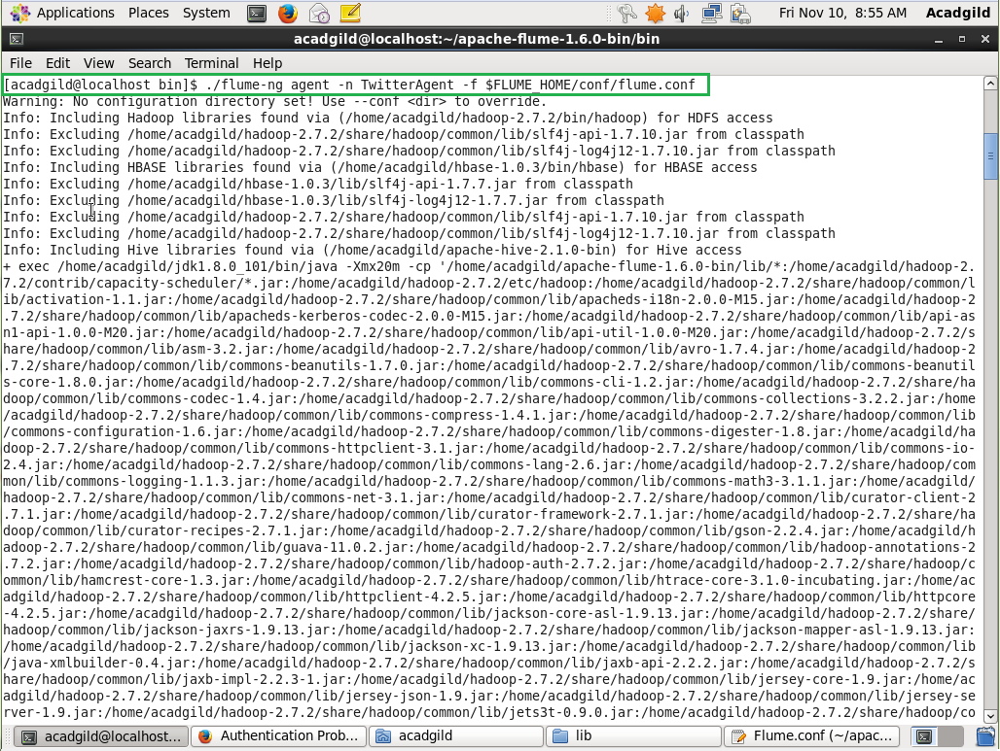 Applications Places System Fri Nov 10, 8:55 AM Acadgild
acadgild@localhost:~/apache-flume-1.6.0-bin/bin
File Edit View Search Terminal Help
[acadgild@localhost bin]$ ./flume-ng agent -n TwitterAgent -f $FLUME_HOME/conf/flume.conf
Warning: No configuration directory set! Use --conf <dir> to override.
Info: Including Hadoop libraries found via (/home/acadgild/hadoop-2.7.2/bin/hadoop) for HDFS access
Info: Excluding /home/acadgild/hadoop-2.7.2/share/hadoop/common/lib/slf4j-api-1.7.10.jar from classpath
Info: Excluding /home/acadgild/hadoop-2.7.2/share/hadoop/common/lib/slf4j-log4j12-1.7.10.jar from classpath
Info: Including HBASE libraries found via (/home/acadgild/hbase-1.0.3/bin/hbase) for HBASE access
Info: Excluding /home/acadgild/hbase-1.0.3/lib/slf4j-api-1.7.7.jar from classpath
Info: Excluding /home/acadgild/hbase-1.0.3/lib/slf4j-log4j12-1.7.7.jar from classpath
Info: Excluding /home/acadgild/hadoop-2.7.2/share/hadoop/common/lib/slf4j-api-1.7.10.jar from classpath
Info: Excluding /home/acadgild/hadoop-2.7.2/share/hadoop/common/lib/slf4j-log4j12-1.7.10.jar from classpath
Info: Including Hive libraries found via (/home/acadgild/apache-hive-2.1.0-bin) for Hive access
+ exec /home/acadgild/jdk1.8.0_101/bin/java -Xmx20m -cp '/home/acadgild/apache-flume-1.6.0-bin/lib/*:/home/acadgild/hadoop-2.
7.2/contrib/capacity-scheduler/*.jar:/home/acadgild/hadoop-2.7.2/etc/hadoop:/home/acadgild/hadoop-2.7.2/share/hadoop/common/l
ib/activation-1.1.jar:/home/acadgild/hadoop-2.7.2/share/hadoop/common/lib/apacheds-i18n-2.0.0-M15.jar:/home/acadgild/hadoop-2
.7.2/share/hadoop/common/lib/apacheds-kerberos-codec-2.0.0-M15.jar:/home/acadgild/hadoop-2.7.2/share/hadoop/common/lib/api-as
n1-api-1.0.0-M20.jar:/home/acadgild/hadoop-2.7.2/share/hadoop/common/lib/api-util-1.0.0-M20.jar:/home/acadgild/hadoop-2.7.2/s
hare/hadoop/common/lib/asm-3.2.jar:/home/acadgild/hadoop-2.7.2/share/hadoop/common/lib/avro-1.7.4.jar:/home/acadgild/hadoop-2
.7.2/share/hadoop/common/lib/commons-beanutils-1.7.0.jar:/home/acadgild/hadoop-2.7.2/share/hadoop/common/lib/commons-beanutil
s-core-1.8.0.jar:/home/acadgild/hadoop-2.7.2/share/hadoop/common/lib/commons-cli-1.2.jar:/home/acadgild/hadoop-2.7.2/share/ha
doop/common/lib/commons-codec-1.4.jar:/home/acadgild/hadoop-2.7.2/share/hadoop/common/lib/commons-collections-3.2.2.jar:/home
/acadgild/hadoop-2.7.2/share/hadoop/common/lib/commons-compress-1.4.1.jar:/home/acadgild/hadoop-2.7.2/share/hadoop/common/lib
/commons-configuration-1.6.jar:/home/acadgild/hadoop-2.7.2/share/hadoop/common/lib/commons-digester-1.8.jar:/home/acadgild/ha
doop-2.7.2/share/hadoop/common/lib/commons-httpclient-3.1.jar:/home/acadgild/hadoop-2.7.2/share/hadoop/common/lib/commons-io-
2.4.jar:/home/acadgild/hadoop-2.7.2/share/hadoop/common/lib/commons-lang-2.6.jar:/home/acadgild/hadoop-2.7.2/share/hadoop/com
mon/lib/commons-logging-1.1.3.jar:/home/acadgild/hadoop-2.7.2/share/hadoop/common/lib/commons-math3-3.1.1.jar:/home/acadgild/
hadoop-2.7.2/share/hadoop/common/lib/commons-net-3.1.jar:/home/acadgild/hadoop-2.7.2/share/hadoop/common/lib/curator-client-2
.7.1.jar:/home/acadgild/hadoop-2.7.2/share/hadoop/common/lib/curator-framework-2.7.1.jar:/home/acadgild/hadoop-2.7.2/share/ha
doop/common/lib/curator-recipes-2.7.1.jar:/home/acadgild/hadoop-2.7.2/share/hadoop/common/lib/gson-2.2.4.jar:/home/acadgild/h
adoop-2.7.2/share/hadoop/common/lib/guava-11.0.2.jar:/home/acadgild/hadoop-2.7.2/share/hadoop/common/lib/hadoop-annotations-2
.7.2.jar:/home/acadgild/hadoop-2.7.2/share/hadoop/common/lib/hadoop-auth-2.7.2.jar:/home/acadgild/hadoop-2.7.2/share/hadoop/c
ommon/lib/hamcrest-core-1.3.jar:/home/acadgild/hadoop-2.7.2/share/hadoop/common/lib/htrace-core-3.1.0-incubating.jar:/home/ac
adgild/hadoop-2.7.2/share/hadoop/common/lib/httpclient-4.2.5.jar:/home/acadgild/hadoop-2.7.2/share/hadoop/common/lib/httpcore
-4.2.5.jar:/home/acadgild/hadoop-2.7.2/share/hadoop/common/lib/jackson-core-asl-1.9.13.jar:/home/acadgild/hadoop-2.7.2/share/
hadoop/common/lib/jackson-jaxrs-1.9.13.jar:/home/acadgild/hadoop-2.7.2/share/hadoop/common/lib/jackson-mapper-asl-1.9.13.jar:
/home/acadgild/hadoop-2.7.2/share/hadoop/common/lib/jackson-xc-1.9.13.jar:/home/acadgild/hadoop-2.7.2/share/hadoop/common/lib
/java-xmlbuilder-0.4.jar:/home/acadgild/hadoop-2.7.2/share/hadoop/common/lib/jaxb-api-2.2.2.jar:/home/acadgild/hadoop-2.7.2/s
hare/hadoop/common/lib/jaxb-impl-2.2.3-1.jar:/home/acadgild/hadoop-2.7.2/share/hadoop/common/lib/jersey-core-1.9.jar:/home/ac
adgild/hadoop-2.7.2/share/hadoop/common/lib/jersey-json-1.9.jar:/home/acadgild/hadoop-2.7.2/share/hadoop/common/lib/jersey-se
rver-1.9.jar:/home/acadgild/hadoop-2.7.2/share/hadoop/common/lib/jets3t-0.9.0.jar:/home/acadgild/hadoop-2.7.2/share/hadoop/co
acadgild@localhost... Authentication Prob... acadgild lib Flume.conf (~/apac...